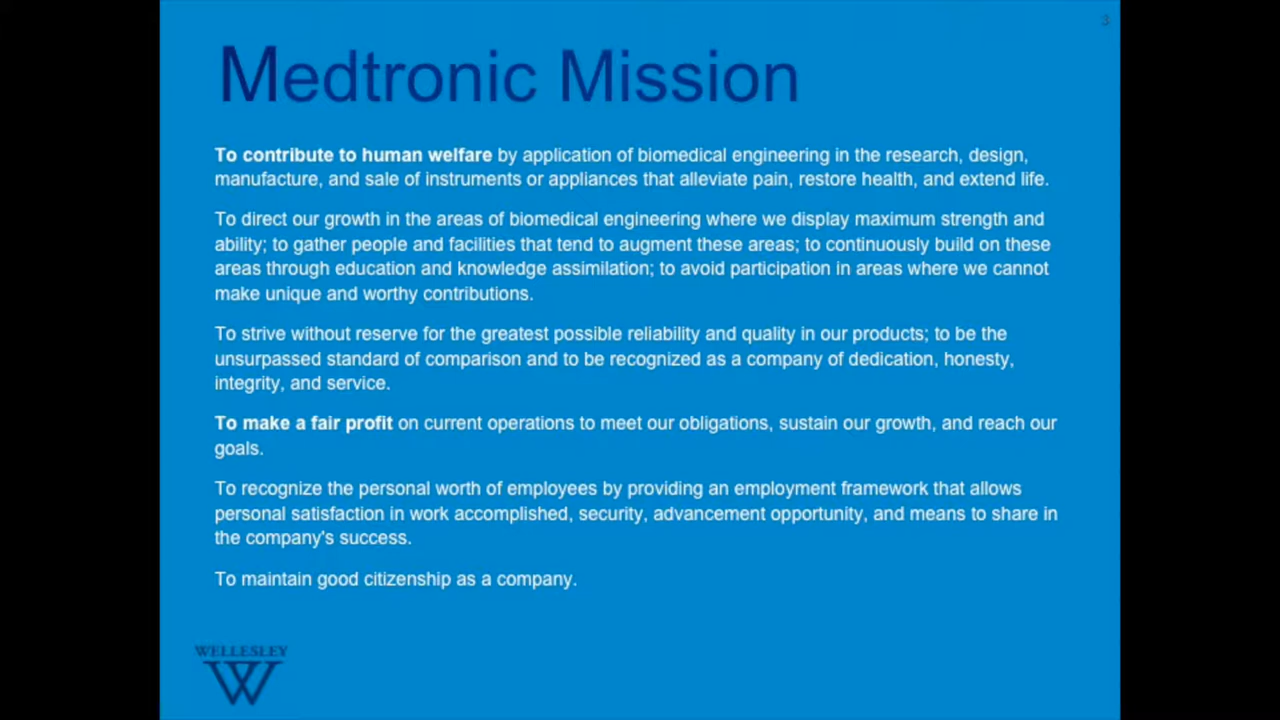 3
Medtronic Mission
To contribute to human welfare by application of biomedical engineering in the research, design,
manufacture, and sale of instruments or appliances that alleviate pain, restore health, and extend life.
To direct our growth in the areas of biomedical engineering where we display maximum strength and
ability; to gather people and facilities that tend to augment these areas; to continuously build on these
areas through education and knowledge assimilation; to avoid participation in areas where we cannot
make unique and worthy contributions.
To strive without reserve for the greatest possible reliability and quality in our products; to be the
unsurpassed standard of comparison and to be recognized as a company of dedication, honesty,
integrity, and service.
To make a fair profit on current operations to meet our obligations, sustain our growth, and reach our
goals.
To recognize the personal worth of employees by providing an employment framework that allows
personal satisfaction in work accomplished, security, advancement opportunity, and means to share in
the company's success.
To maintain good citizenship as a company.
WELLESLEY
W